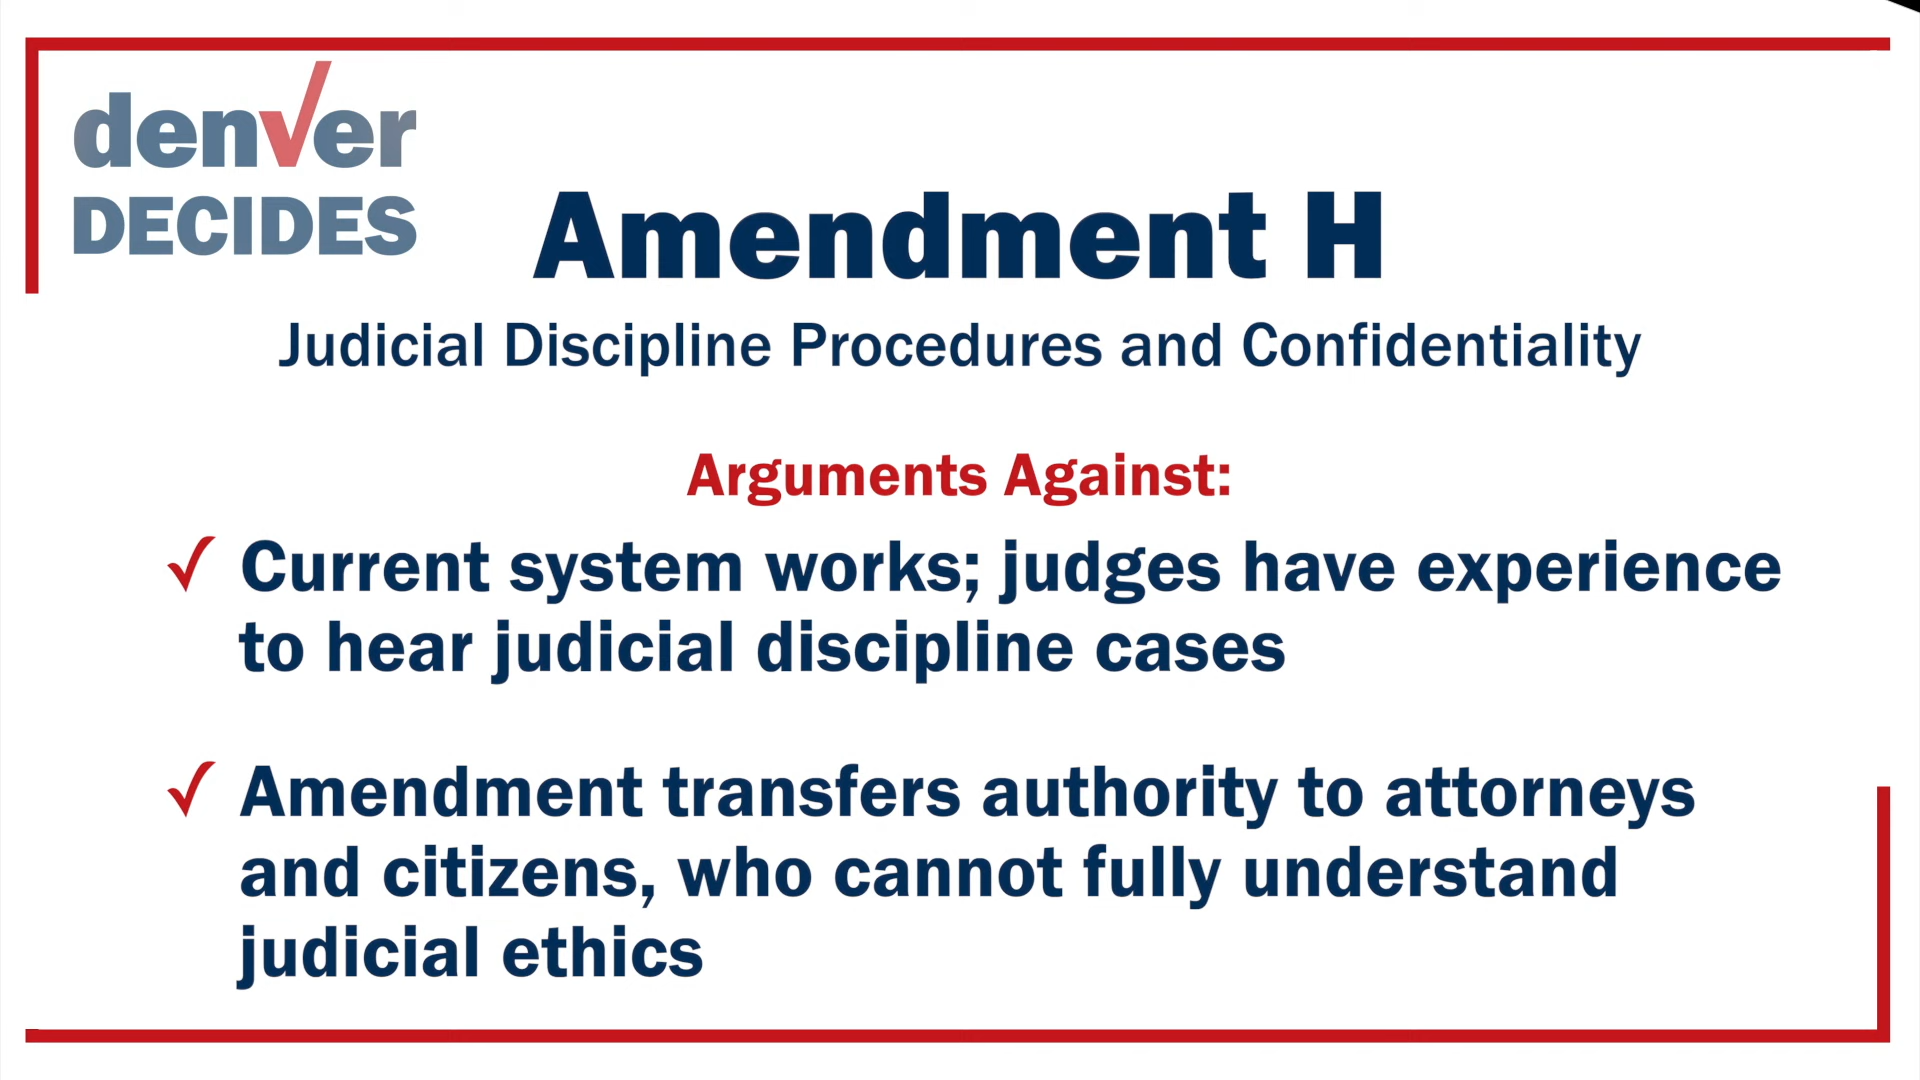 denver
DECIDES
Amendment H
Judicial Discipline Procedures and Confidentiality
Arguments Against:
✓ Current system works; judges have experience
to hear judicial discipline cases
✓ Amendment transfers authority to attorneys
and citizens, who cannot fully understand
judicial ethics